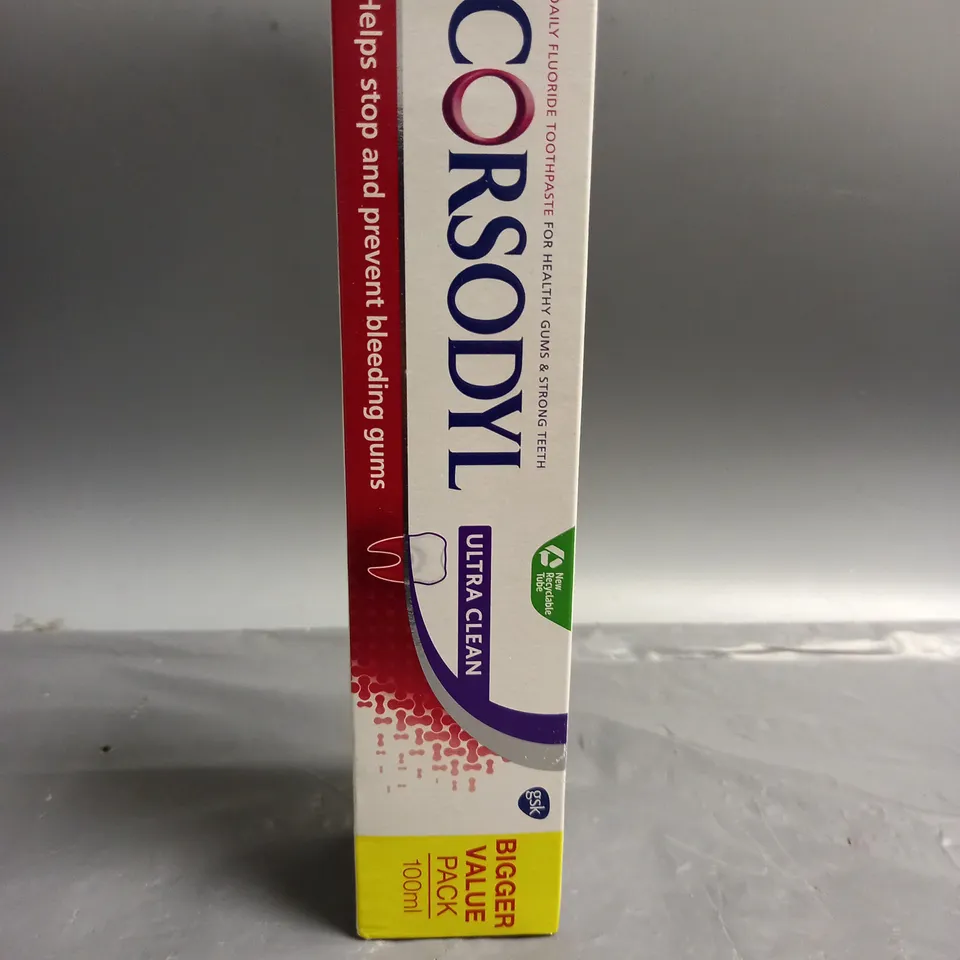 DAILY FLUORIDE TOOTHPASTE FOR HEALTHY GUMS & STRONG TEETH
CORSODYL
Helps stop and prevent bleeding gums
ULTRA CLEAN
New
Recyclable
Tube
gsk
BIGGER
VALUE
PACK
100ml